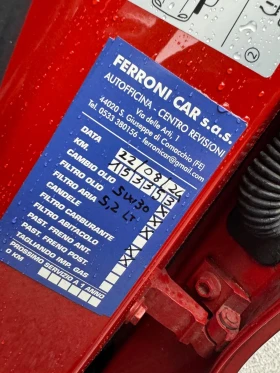 FERRONI CAR s.a.s.
AUTOFFICINA - CENTRO REVISIONI
Via delle Arti, 1
44020 S. Giuseppe di Comacchio (FE)
Tel. 0533 380156 - ferronicar@gmail.com
DATA 22/08/24
KM.
CAMBIO OLIO 5W30
FILTRO OLIO 5,2 LT
FILTRO ARIA
CANDELE
FILTRO CARBURANTE
FILTRO ABITACOLO
PAST. FRENO ANT.
PAST. FRENO POST.
TAGLIANDO IMP. GAS
PROSSIMO SERVIZIO A 1 ANNO
O KM